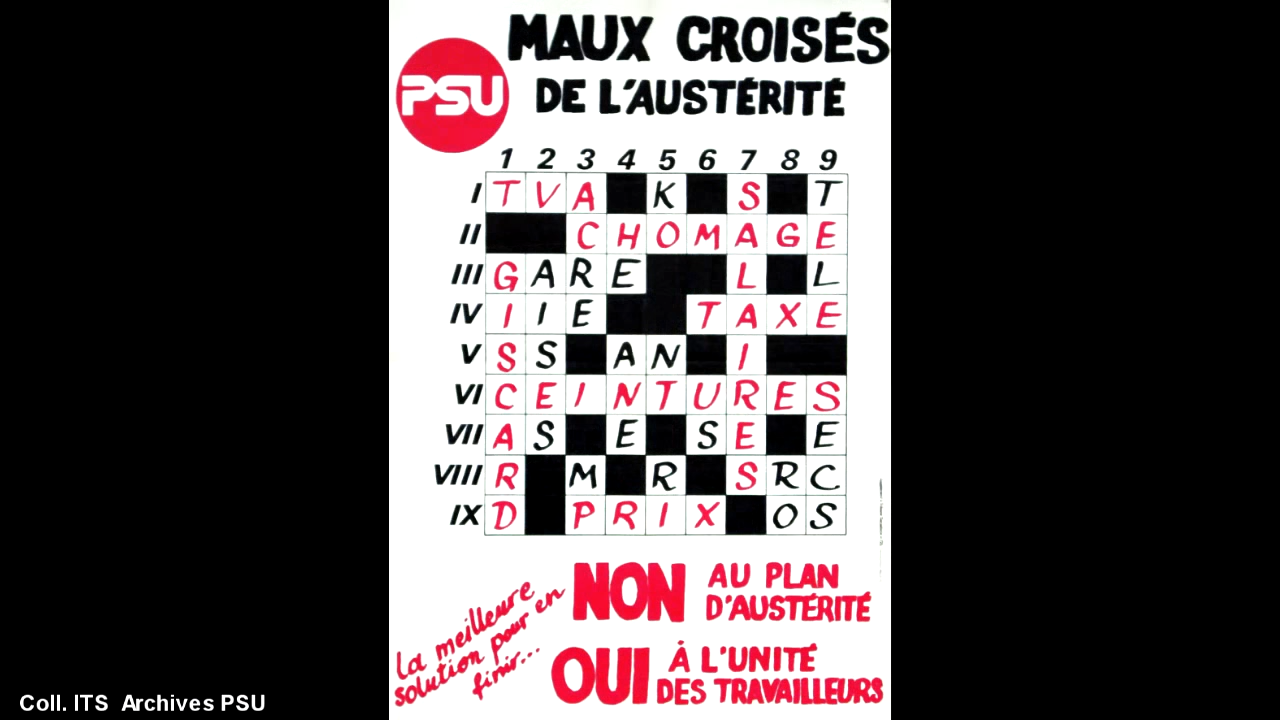 MAUX CROISÉS
PSU
DE L'AUSTÉRITÉ
1 2 3 4 5 6 7 8 9
I T V A K S T
II C H O M A G E
III G A R E L L
IV I I E T A X E
V S S A N I
VI C E I N T U R E S
VII A S E S E E
VIII R M R S R C
IX D P R I X O S
la meilleure
solution pour en
finir...
NON AU PLAN
D'AUSTÉRITÉ
OUI À L'UNITÉ
DES TRAVAILLEURS
Coll. ITS Archives PSU